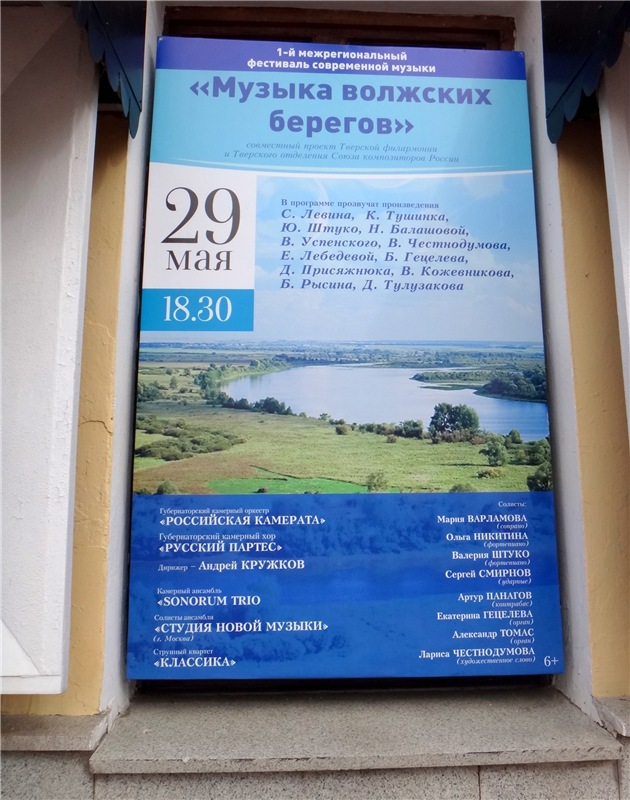 1-й межрегиональный
фестиваль современной музыки
«Музыка волжских
берегов»
совместный проект Тверской филармонии
и Тверского отделения Союза композиторов России
29
мая
18.30
В программе прозвучат произведения
С. Левина, К. Тушинка,
Ю. Штуко, Н. Балашовой,
В. Успенского, В. Честнодумова,
Е. Лебедевой, Б. Гецелева,
Д. Присяжнюка, В. Кожевникова,
Б. Рысина, Д. Тулузакова
Губернаторский камерный оркестр
«РОССИЙСКАЯ КАМЕРАТА»
Губернаторский камерный хор
«РУССКИЙ ПАРТЕС»
Дирижер – Андрей КРУЖКОВ
Камерный ансамбль
«SONORUM TRIO
Солисты ансамбля
«СТУДИЯ НОВОЙ МУЗЫКИ»
(г. Москва)
Струнный квартет
«КЛАССИКА»
Солисты:
Мария ВАРЛАМОВА
(сопрано)
Ольга НИКИТИНА
(фортепиано)
Валерия ШТУКО
(фортепиано)
Сергей СМИРНОВ
(ударные)
Артур ПАНАГОВ
(контрабас)
Екатерина ГЕЦЕЛЕВА
(орган)
Александр ТОМАС
(орган)
Лариса ЧЕСТНОДУМОВА
(художественное слово)
6+